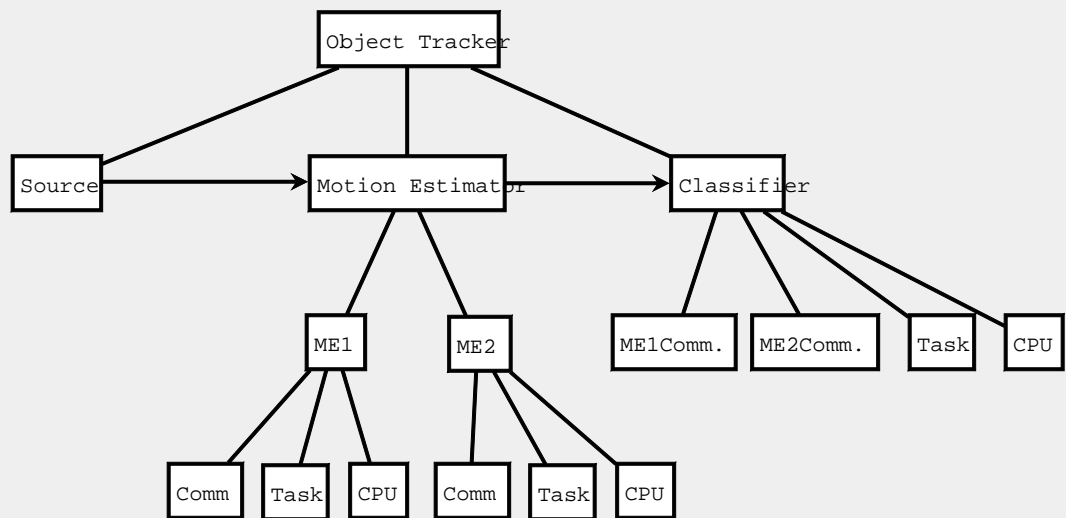 Object Tracker
Source
Motion Estimator
Classifier
ME1
ME2
ME1Comm.
ME2Comm.
Task
CPU
Comm
Task
CPU
Comm
Task
CPU